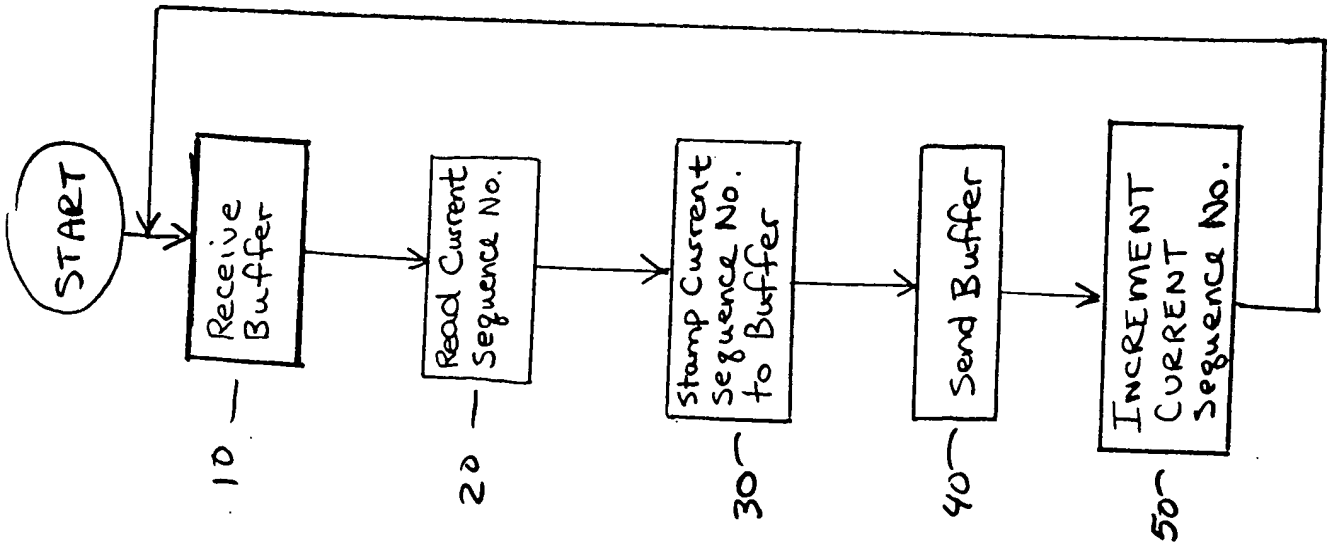 START
Receive
Buffer
10
Read Current
Sequence No.
20
Stamp Current
Sequence No.
to Buffer
30
Send Buffer
40
INCREMENT
CURRENT
Sequence No.
50